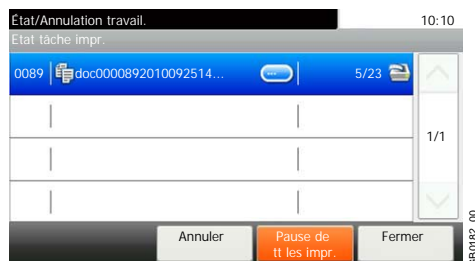 État/Annulation travail.
10:10
Etat tâche impr.
0089 doc0000892010092514... 5/23
1/1
Annuler
Pause de
tt les impr.
Fermer